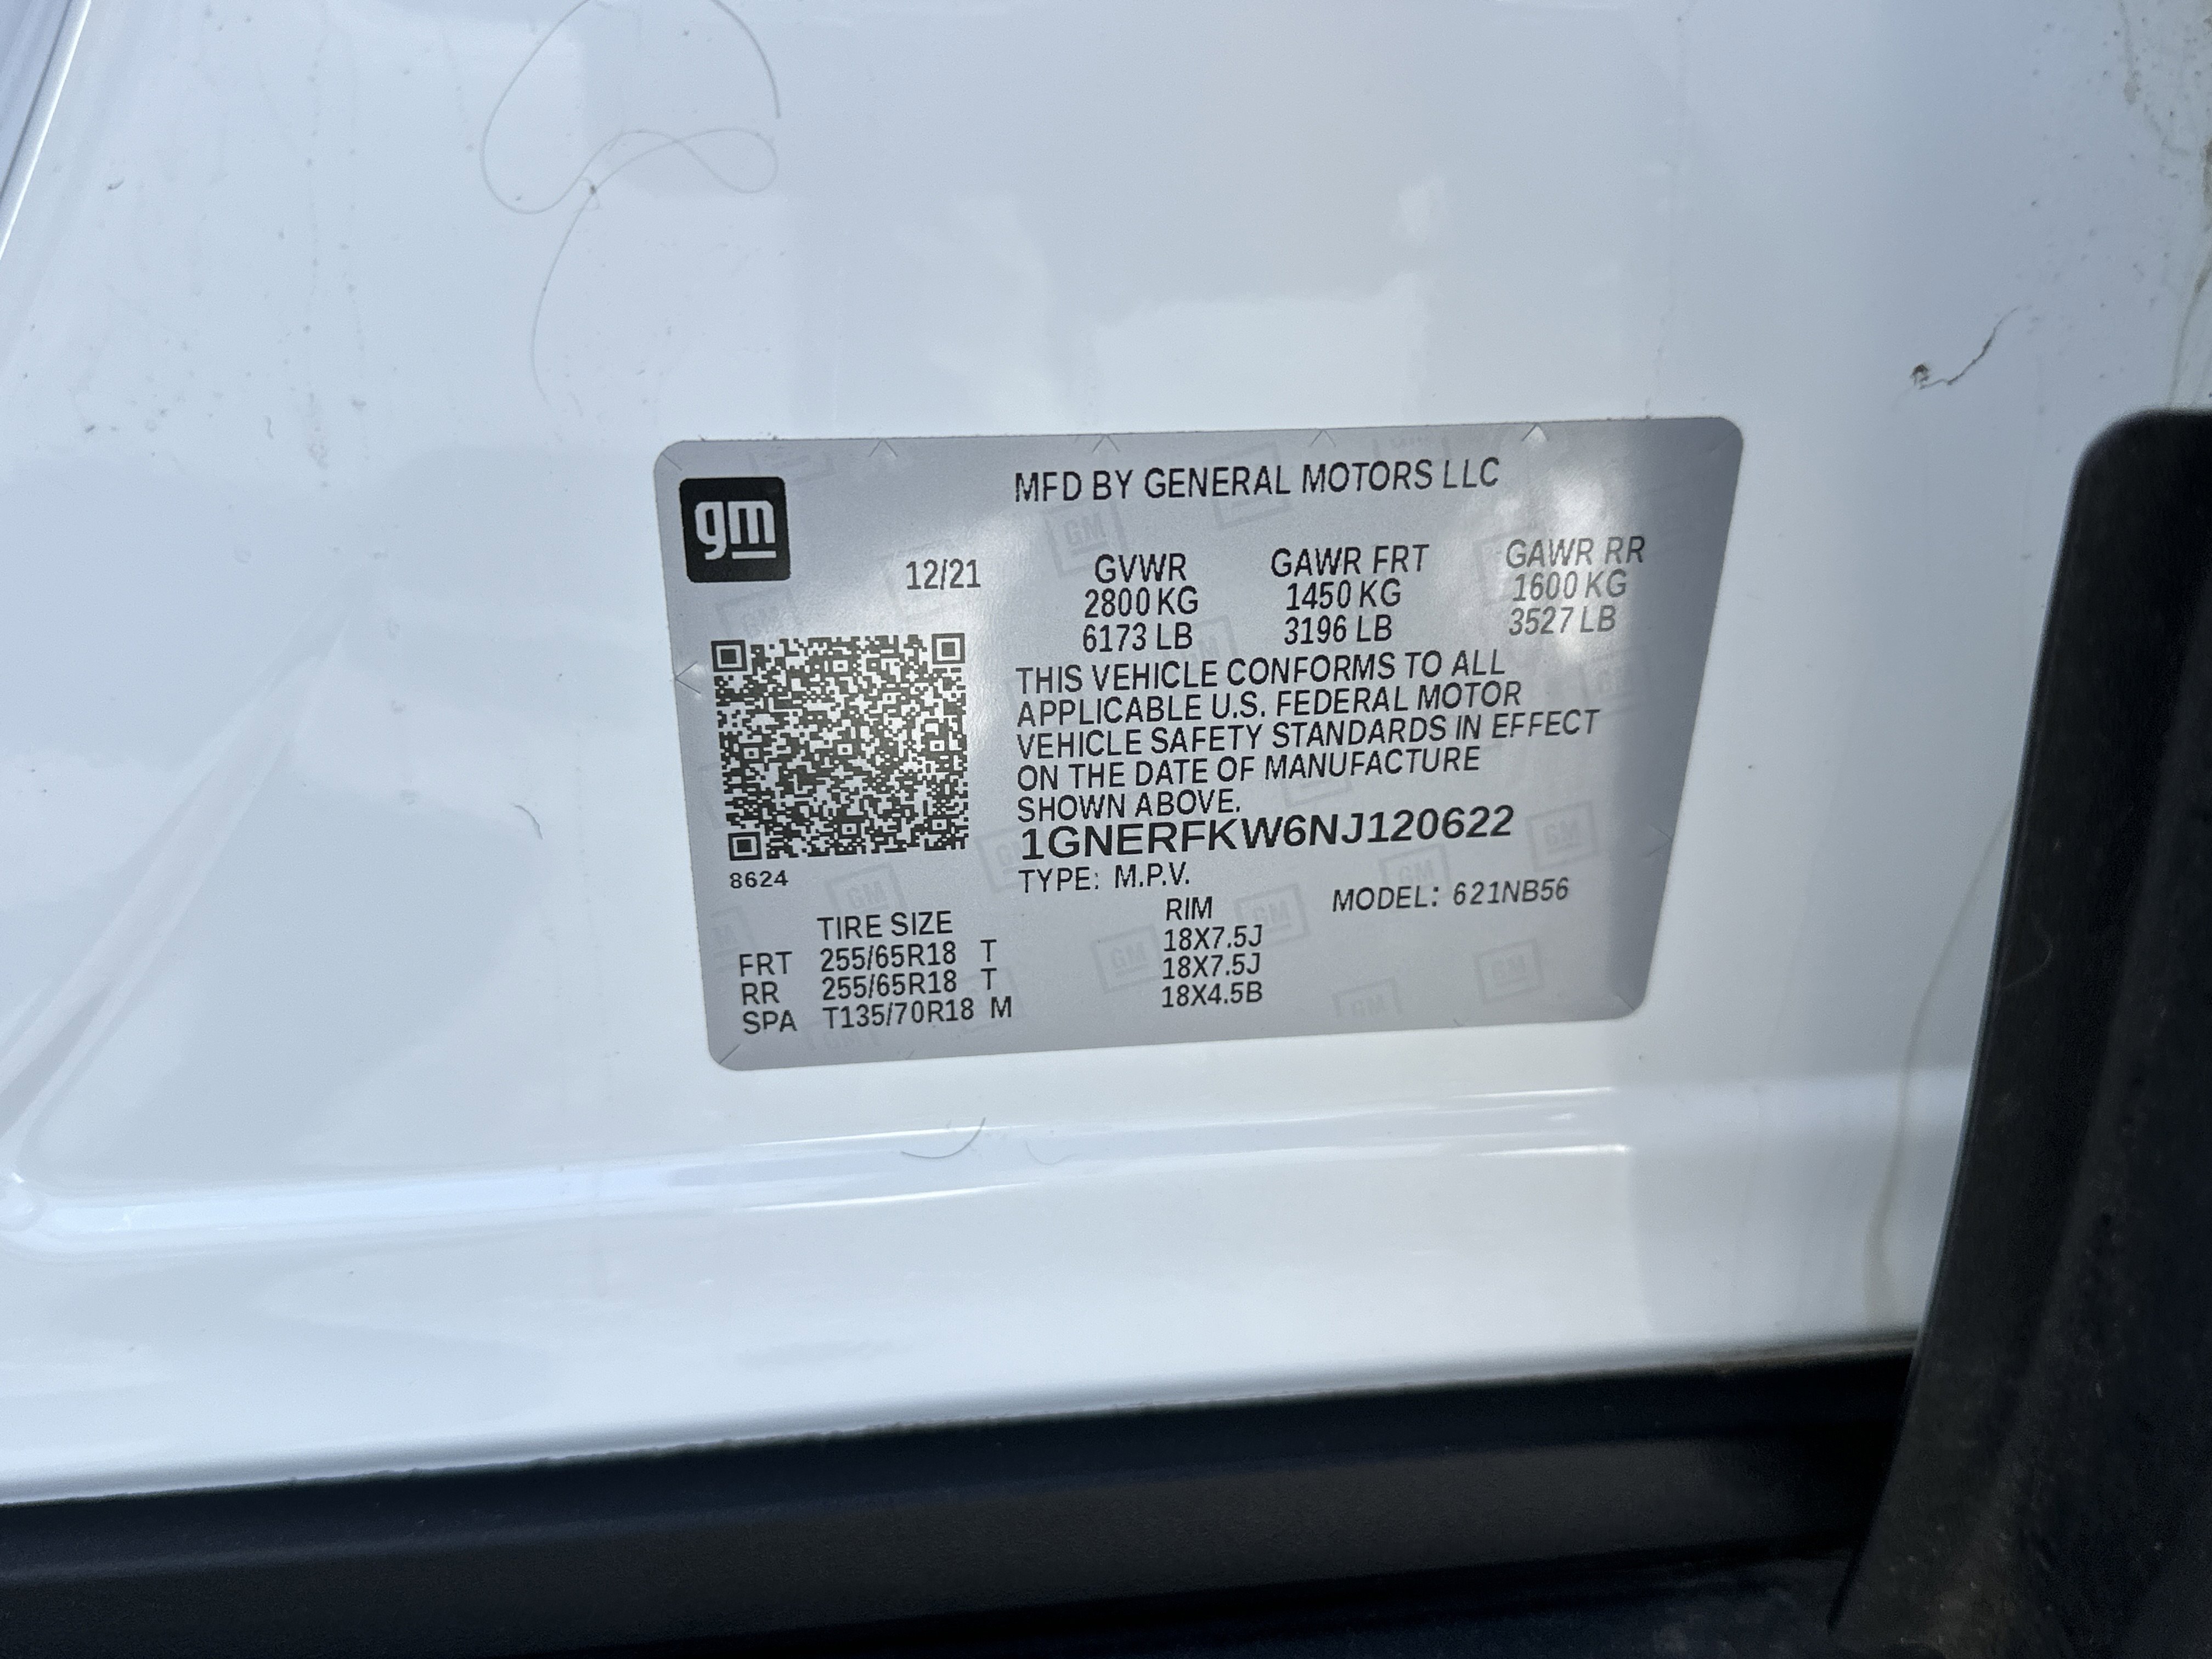 gm
MFD BY GENERAL MOTORS LLC
12/21 GVWR GAWR FRT GAWR RR
2800 KG 1450 KG 1600 KG
6173 LB 3196 LB 3527 LB
THIS VEHICLE CONFORMS TO ALL
APPLICABLE U.S. FEDERAL MOTOR
VEHICLE SAFETY STANDARDS IN EFFECT
ON THE DATE OF MANUFACTURE
SHOWN ABOVE.
1GNERFKW6NJ120622
8624
TYPE: M.P.V.
MODEL: 621NB56
TIRE SIZE RIM
FRT 255/65R18 T 18X7.5J
RR 255/65R18 T 18X7.5J
SPA T135/70R18 M 18X4.5B